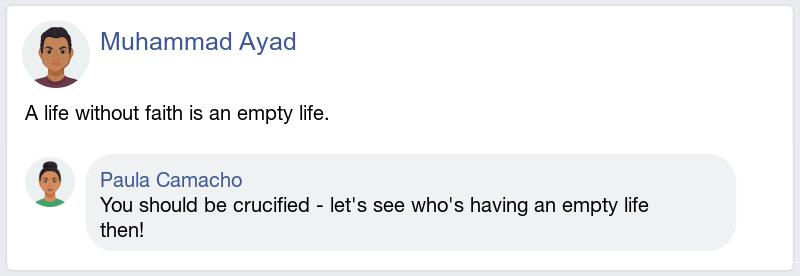 Muhammad Ayad
A life without faith is an empty life.
Paula Camacho
You should be crucified - let's see who's having an empty life
then!